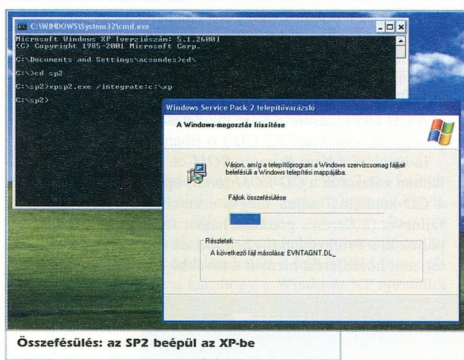 C:\WINDOWS\System32\cmd.exe
Microsoft Windows XP [verziószám: 5.1.2600]
(C) Copyright 1985-2001 Microsoft Corp.
C:\Documents and Settings\acsondes>cd\
C:\>cd sp2
C:\sp2>xpsp2.exe /integrate:c:\xp
C:\sp2>
Windows Service Pack 2 telepítővarázsló
A Windows-megosztás frissítése
Várjon, amíg a telepítőprogram a Windows szervizcsomag fájljait
belefésüli a Windows telepítési mappájába.
Fájlok összefésülése
Részletek
A következő fájl másolása: EVNTAGNT.DL_
Összefésülés: az SP2 beépül az XP-be